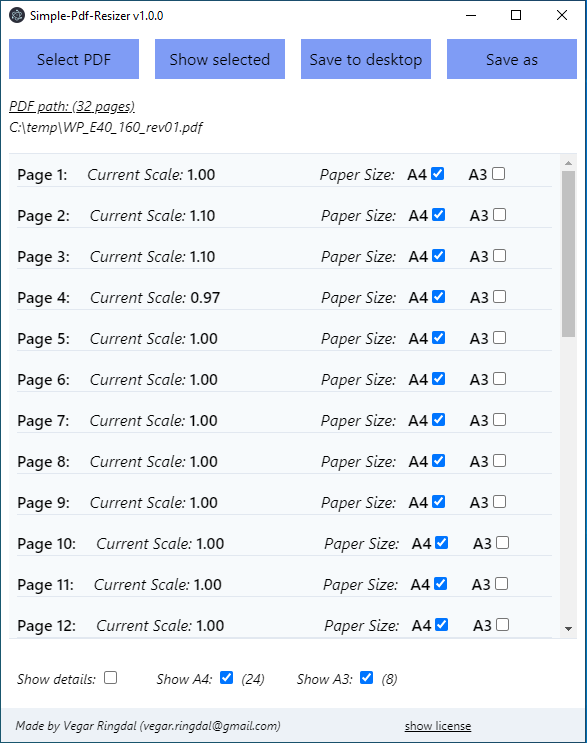 Simple-Pdf-Resizer v1.0.0
Select PDF Show selected Save to desktop Save as
PDF path: (32 pages)
C:\temp\WP_E40_160_rev01.pdf
Page 1: Current Scale: 1.00 Paper Size: A4 A3
Page 2: Current Scale: 1.10 Paper Size: A4 A3
Page 3: Current Scale: 1.10 Paper Size: A4 A3
Page 4: Current Scale: 0.97 Paper Size: A4 A3
Page 5: Current Scale: 1.00 Paper Size: A4 A3
Page 6: Current Scale: 1.00 Paper Size: A4 A3
Page 7: Current Scale: 1.00 Paper Size: A4 A3
Page 8: Current Scale: 1.00 Paper Size: A4 A3
Page 9: Current Scale: 1.00 Paper Size: A4 A3
Page 10: Current Scale: 1.00 Paper Size: A4 A3
Page 11: Current Scale: 1.00 Paper Size: A4 A3
Page 12: Current Scale: 1.00 Paper Size: A4 A3
Show details: Show A4: (24) Show A3: (8)
Made by Vegar Ringdal (vegar.ringdal@gmail.com) show license